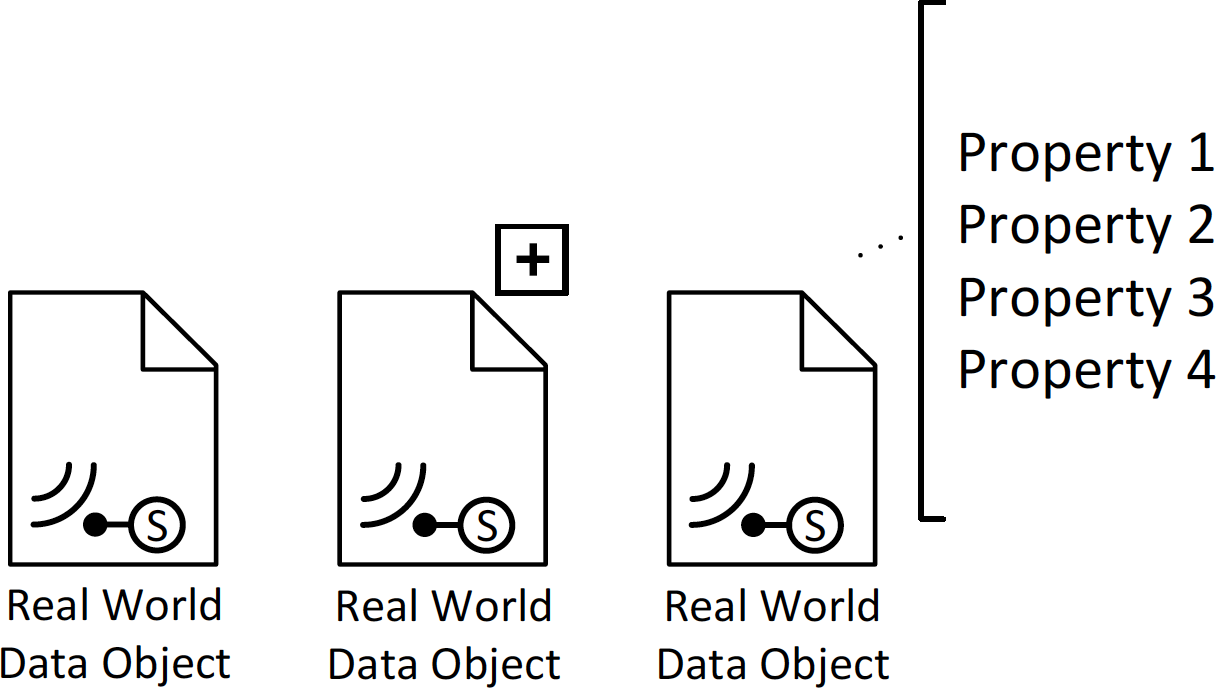 Property 1
Property 2
Property 3
Property 4
+
S
S
S
Real World
Data Object
Real World
Data Object
Real World
Data Object